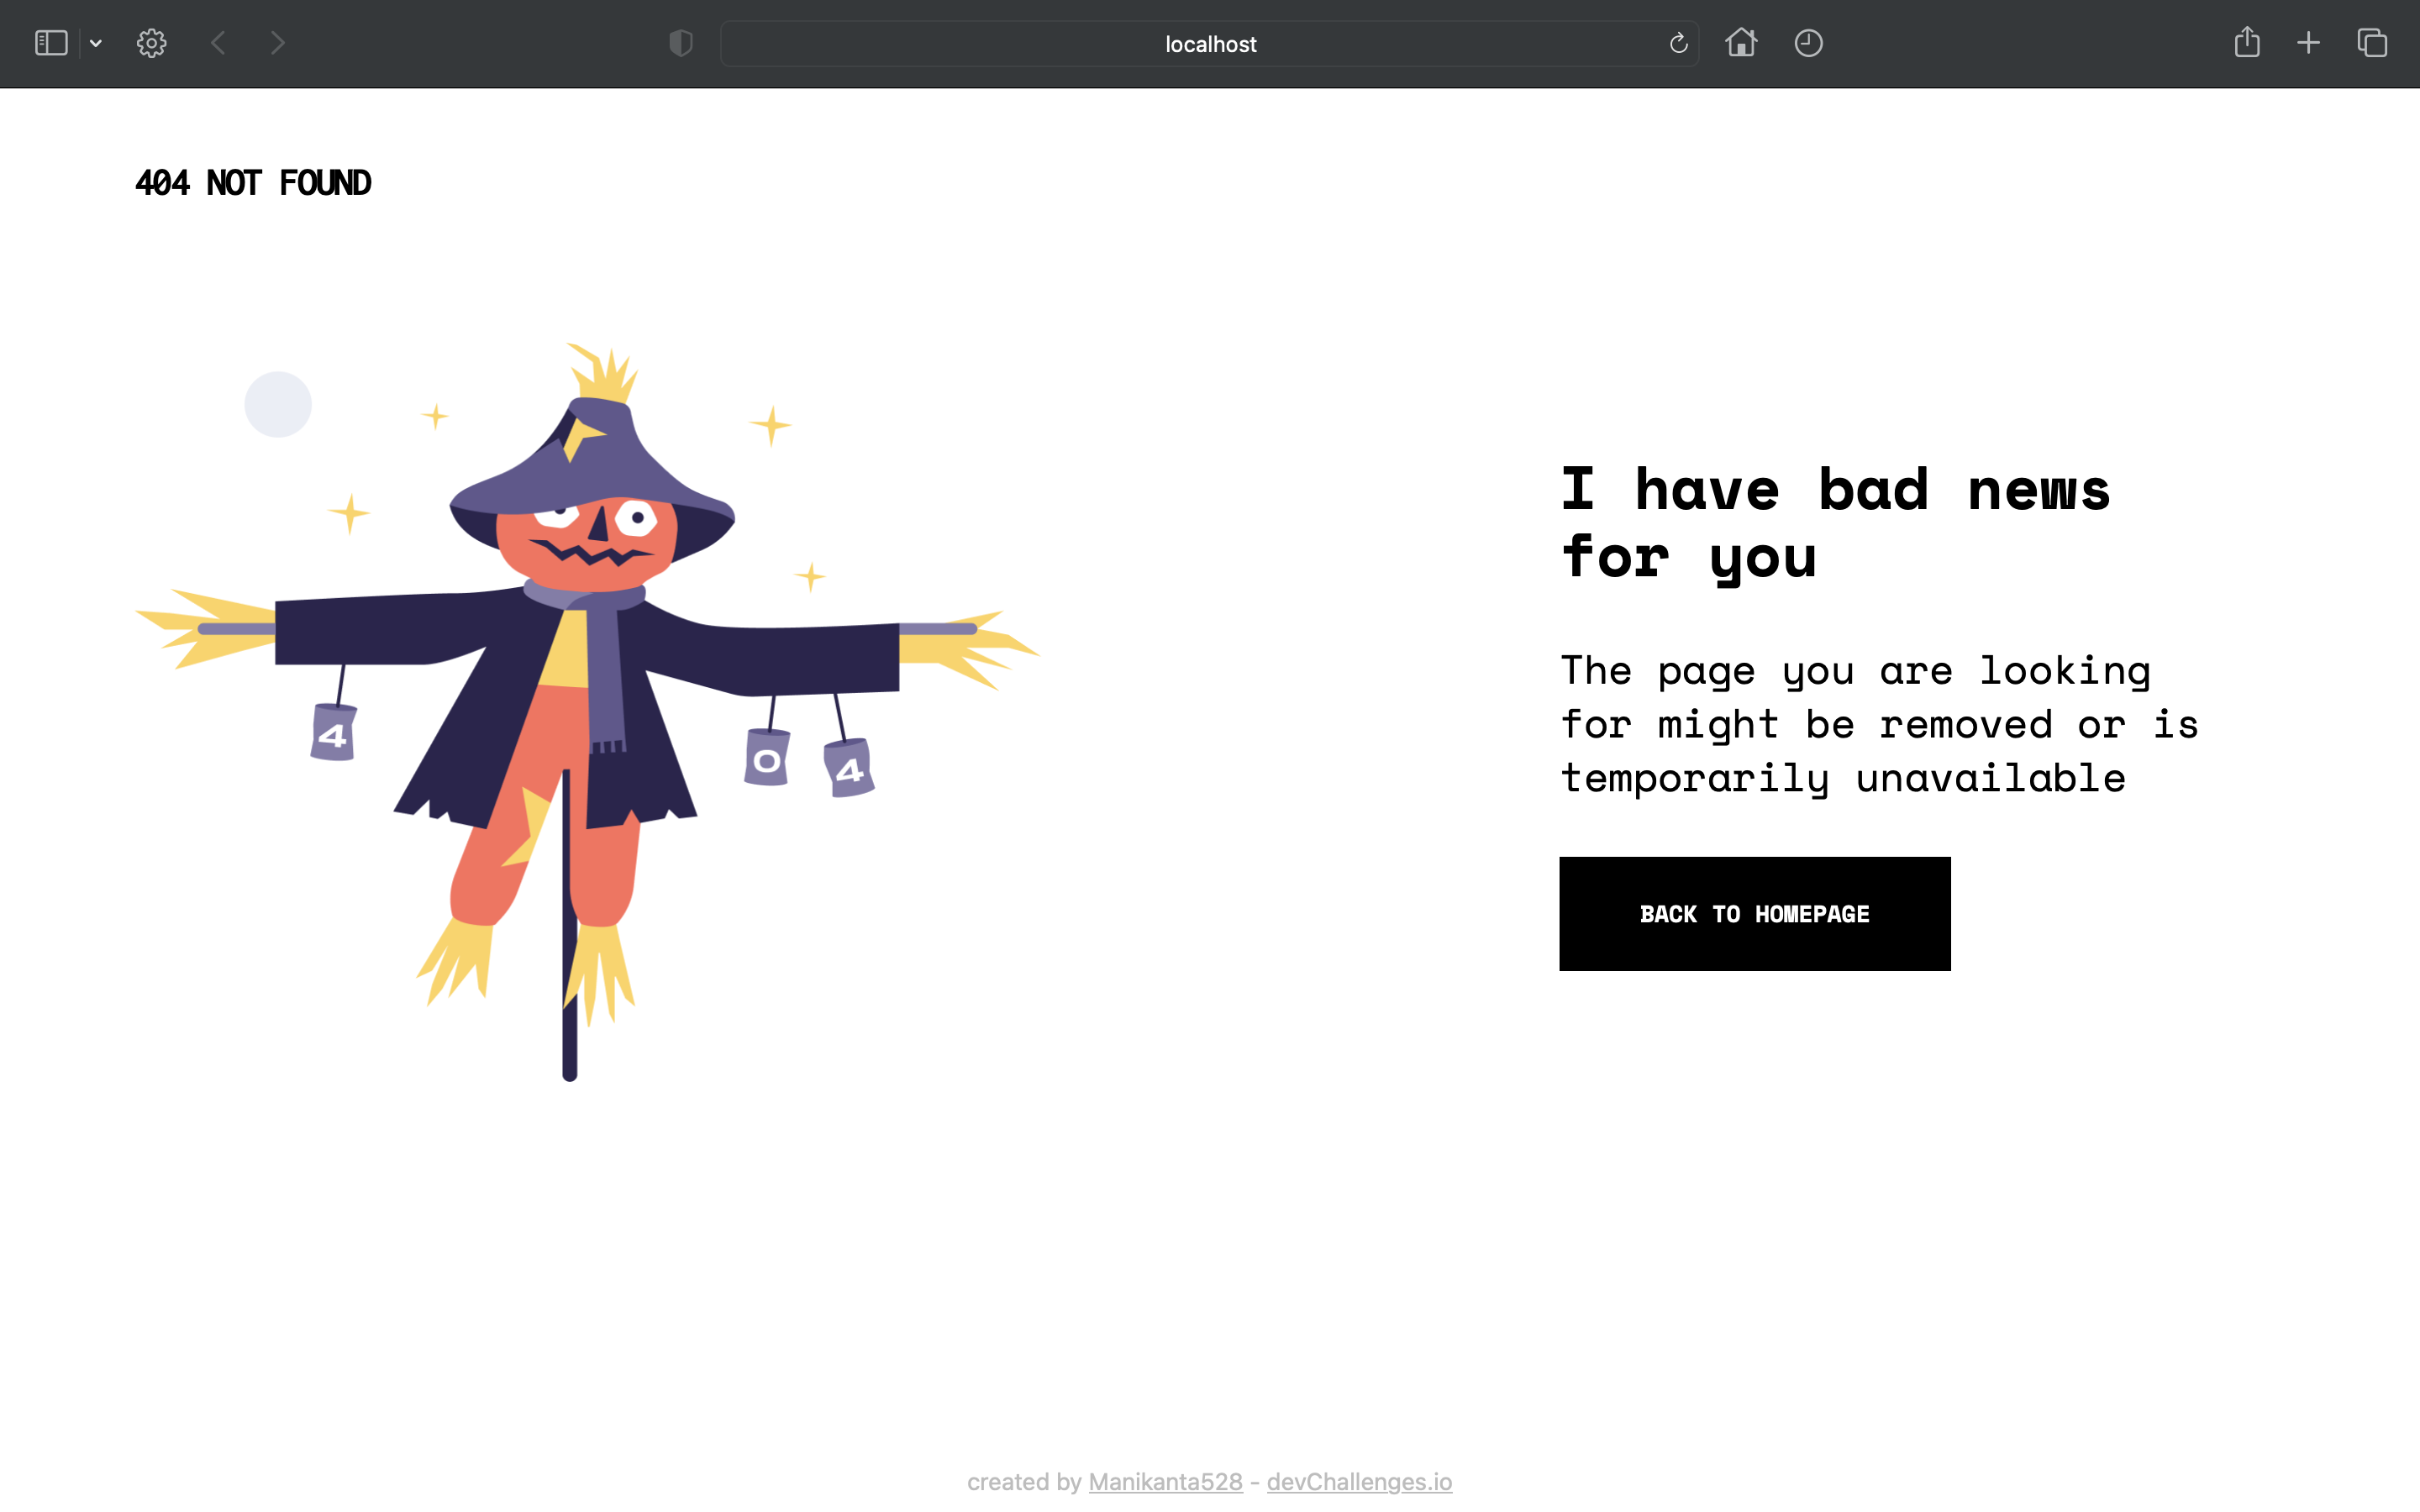 localhost
404 NOT FOUND
I have bad news
for you
The page you are looking
for might be removed or is
temporarily unavailable
4
0
4
BACK TO HOMEPAGE
created by Manikanta528 - devChallenges.io